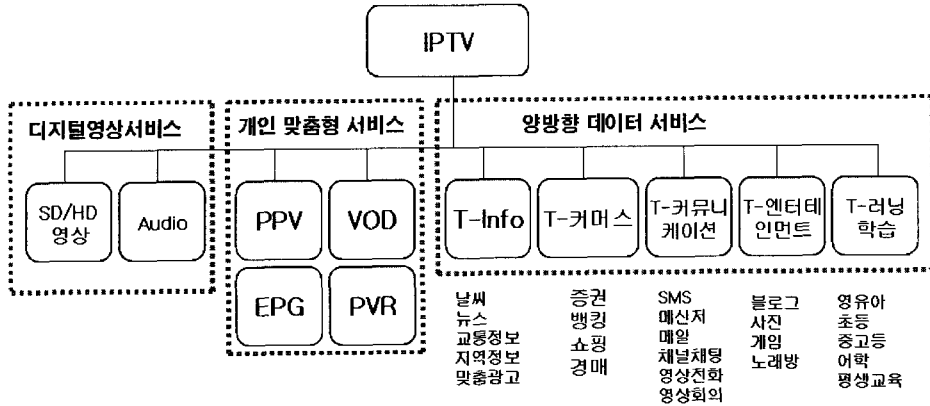 IPTV
디지털영상서비스
개인 맞춤형 서비스
양방향 데이터 서비스
SD/HD
영상
Audio
PPV
VOD
EPG
PVR
T-Info
T-커머스
T-커뮤니
케이션
T-엔터테
인먼트
T-러닝
학습
날씨
뉴스
교통정보
지역정보
맞춤광고
증권
뱅킹
쇼핑
경매
SMS
메신저
메일
채널채팅
영상전화
영상회의
블로그
사진
게임
노래방
영유아
초등
중고등
어학
평생교육